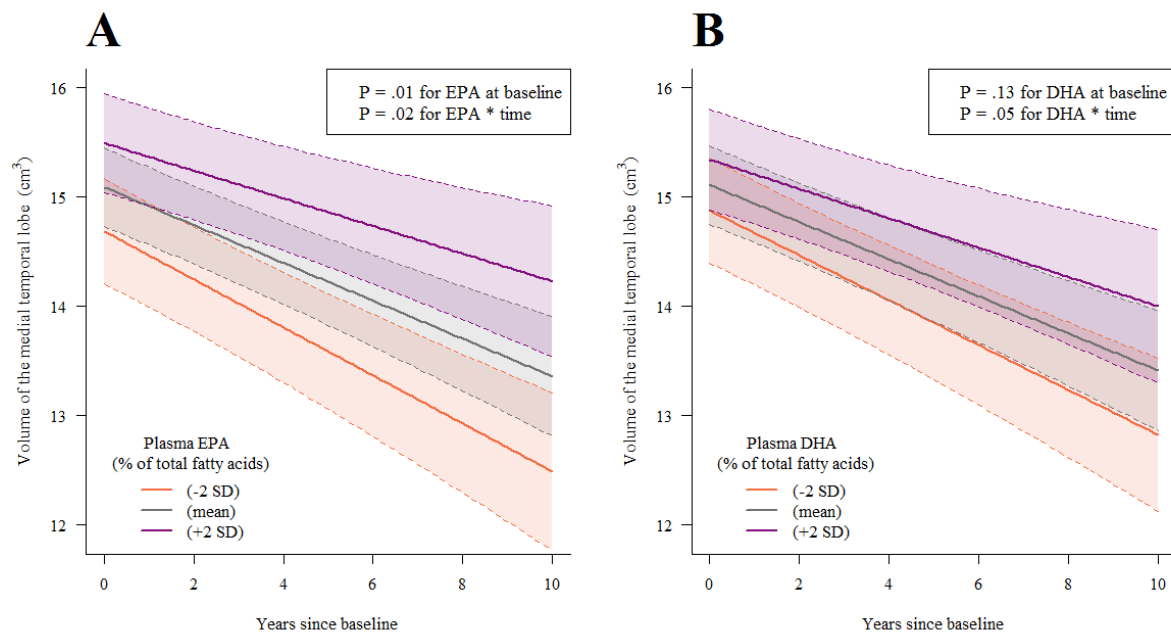 A
P = .01 for EPA at baseline
P = .02 for EPA * time
Volume of the medial temporal lobe (cm³)
16
15
14
13
12
Plasma EPA
(% of total fatty acids)
(-2 SD)
(mean)
(+2 SD)
0 2 4 6 8 10
Years since baseline
B
P = .13 for DHA at baseline
P = .05 for DHA * time
Volume of the medial temporal lobe (cm³)
16
15
14
13
12
Plasma DHA
(% of total fatty acids)
(-2 SD)
(mean)
(+2 SD)
0 2 4 6 8 10
Years since baseline